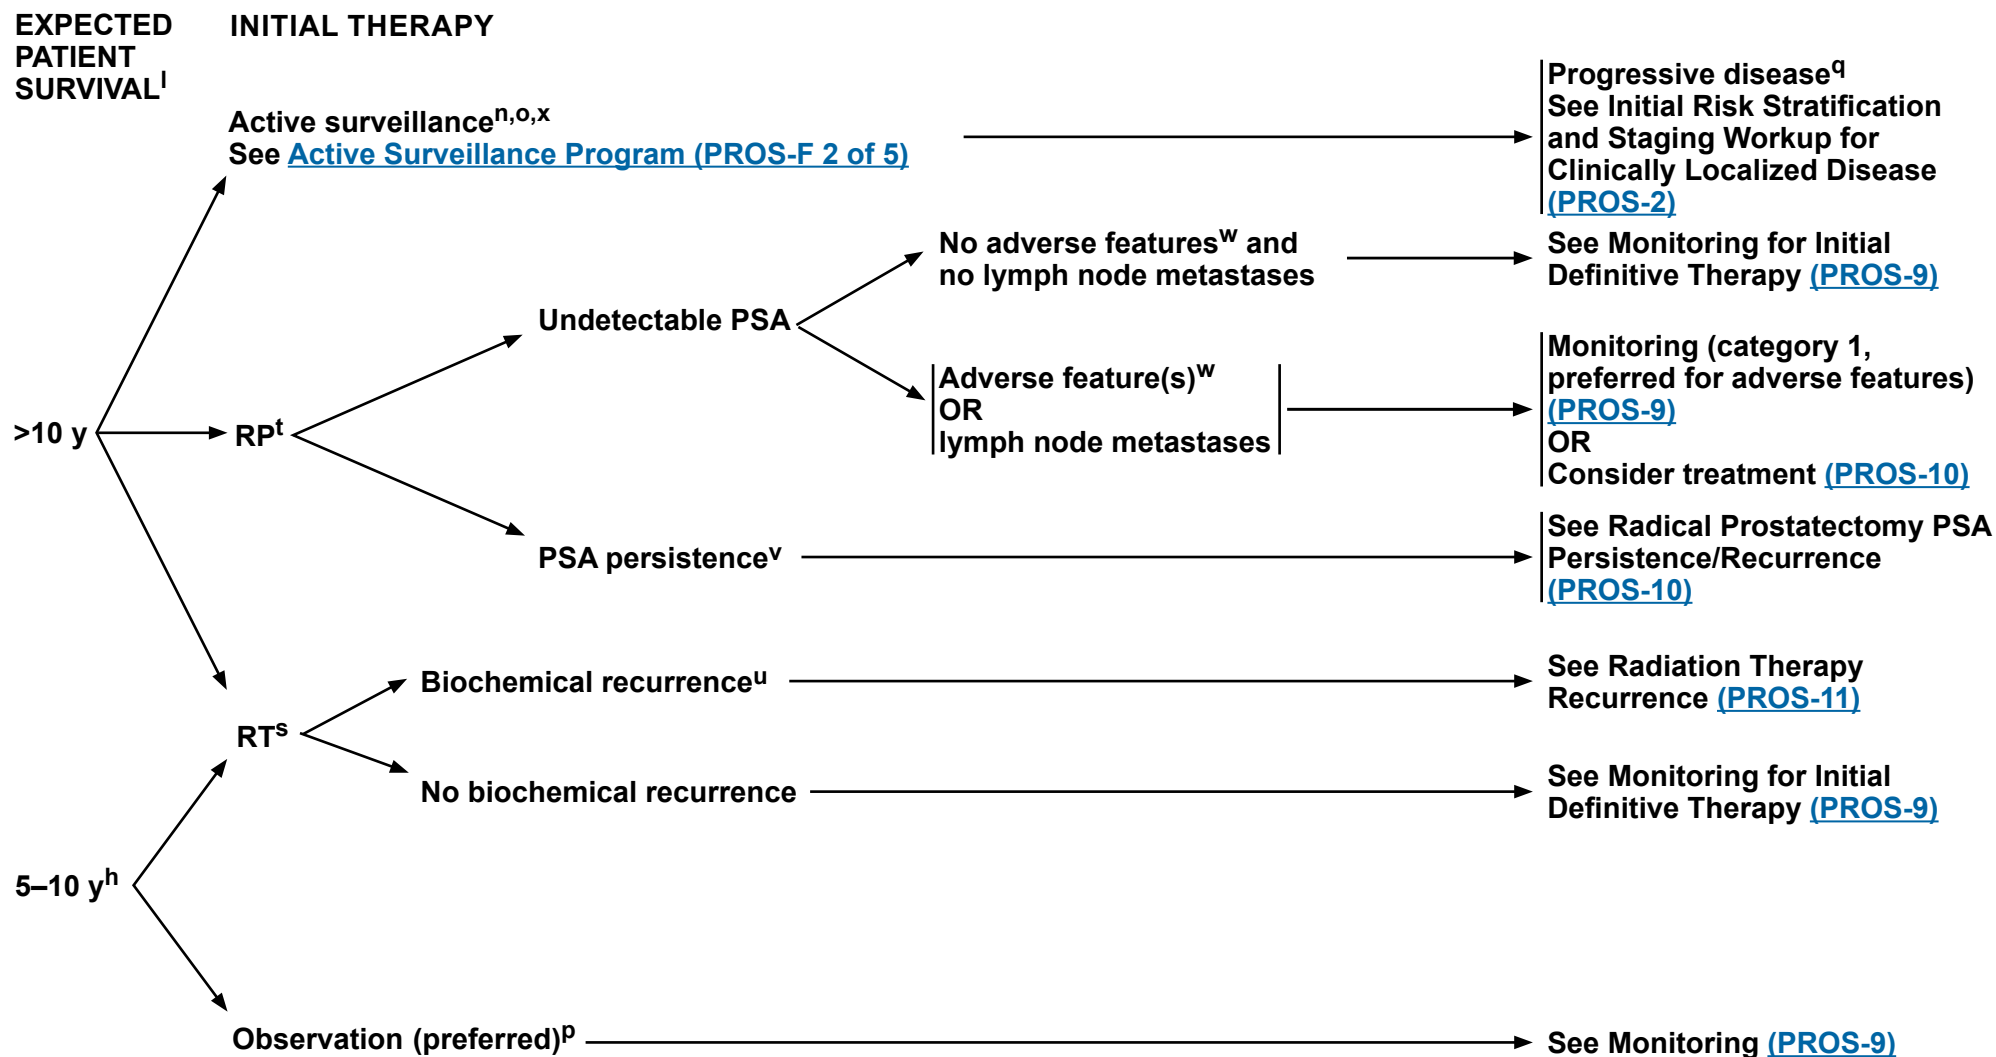 EXPECTED
PATIENT
SURVIVALˡ
INITIAL THERAPY
Active surveillanceⁿ,ᵒ,ˣ
See Active Surveillance Program (PROS-F 2 of 5)
Progressive disease^q
See Initial Risk Stratification
and Staging Workup for
Clinically Localized Disease
(PROS-2)
>10 y
RPᵗ
Undetectable PSA
No adverse featuresʷ and
no lymph node metastases
See Monitoring for Initial
Definitive Therapy (PROS-9)
Adverse feature(s)ʷ
OR
lymph node metastases
Monitoring (category 1,
preferred for adverse features)
(PROS-9)
OR
Consider treatment (PROS-10)
PSA persistenceᵛ
See Radical Prostatectomy PSA
Persistence/Recurrence
(PROS-10)
RTˢ
Biochemical recurrenceᵘ
See Radiation Therapy
Recurrence (PROS-11)
No biochemical recurrence
See Monitoring for Initial
Definitive Therapy (PROS-9)
5–10 yʰ
Observation (preferred)ᵖ
See Monitoring (PROS-9)